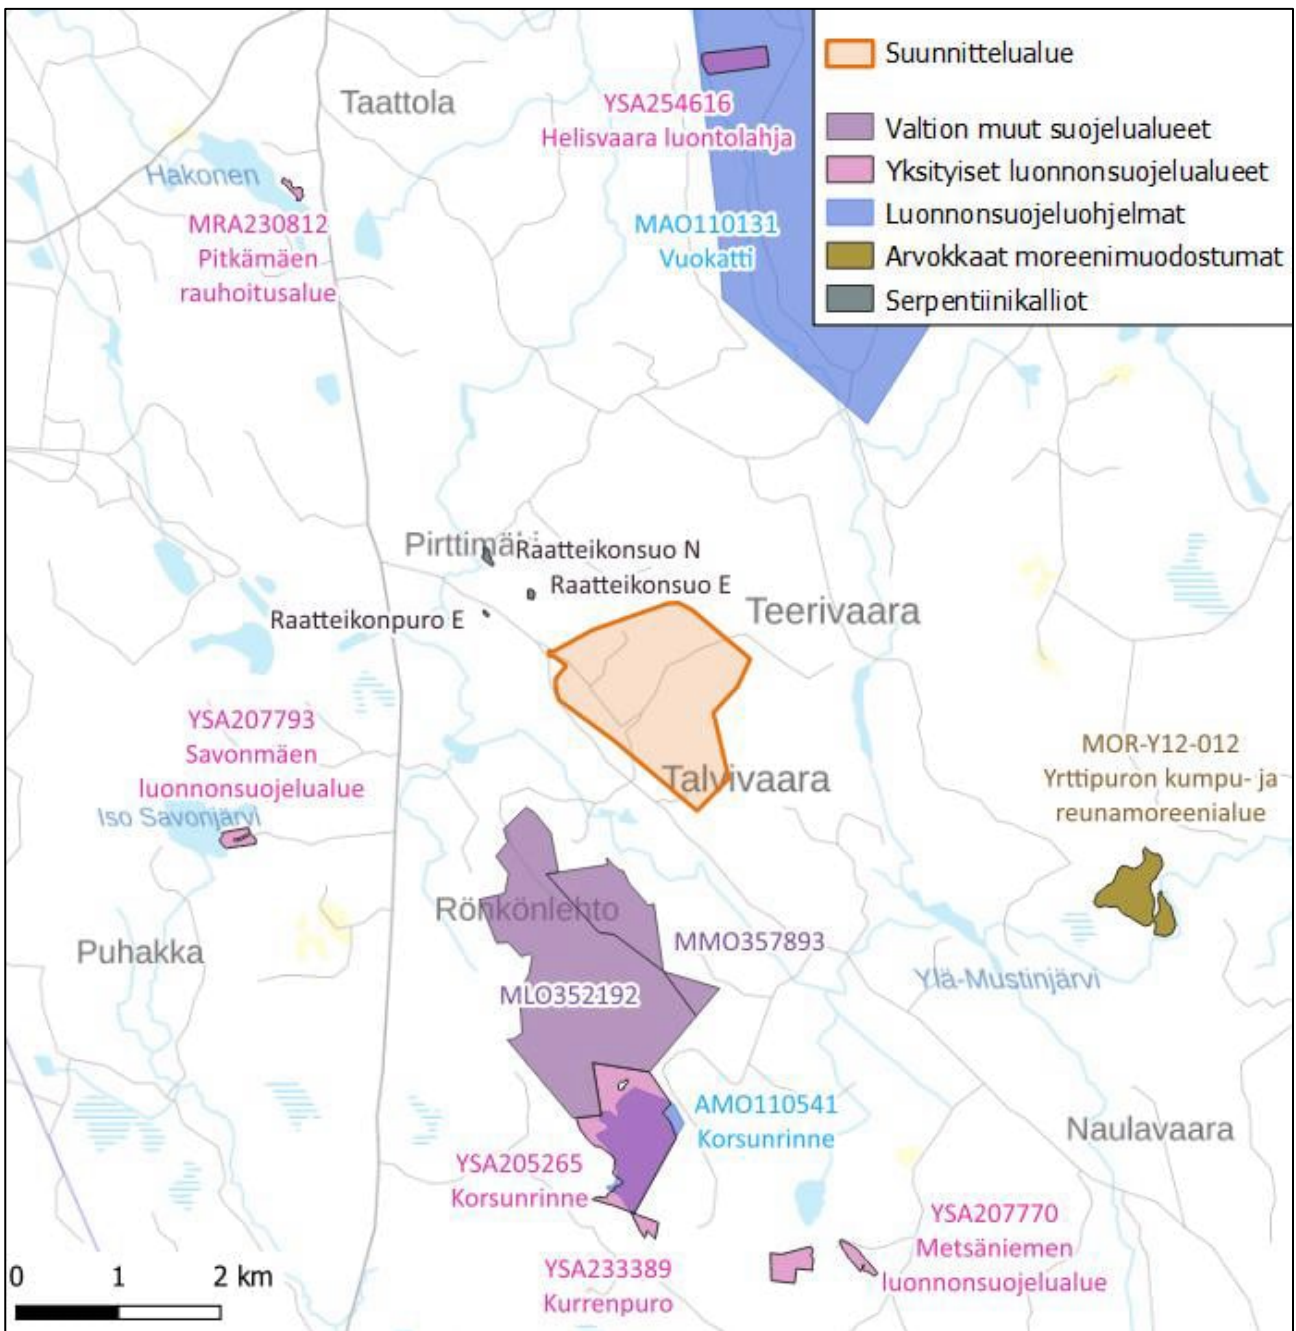 Suunnittelualue
Valtion muut suojelualueet
Yksityiset luonnonsuojelualueet
Luonnonsuojeluohjelmat
Arvokkaat moreenimuodostumat
Serpentiinikalliot
Taattola
YSA254616
Helisvaara luontolahja
Hakonen
MRA230812
Pitkämäen
rauhoitusalue
MAO110131
Vuokatti
Pirttimäki
Raatteikonsuo N
Raatteikonsuo E
Raatteikonpuro E
Teerivaara
YSA207793
Savonmäen
luonnonsuojelualue
Iso Savonjärvi
Talvivaara
MOR-Y12-012
Yrttipuron kumpu- ja
reunamoreenialue
Rönkönlehto
Puhakka
MMO357893
MLO352192
Ylä-Mustinjärvi
AMO110541
Korsunrinne
Naulavaara
YSA205265
Korsunrinne
YSA207770
Metsäniemen
luonnonsuojelualue
YSA233389
Kurrenpuro
0 1 2 km